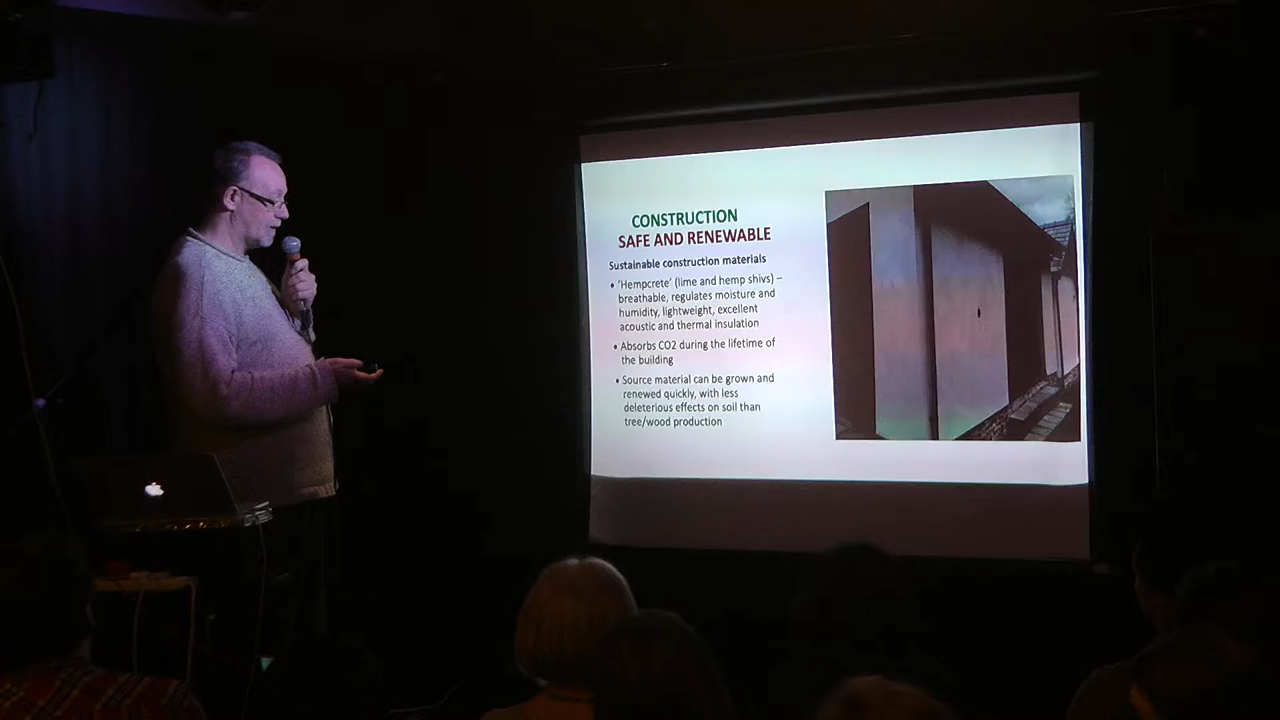 CONSTRUCTION
SAFE AND RENEWABLE
Sustainable construction materials
• 'Hempcrete' (lime and hemp shivs) –
breathable, regulates moisture and
humidity, lightweight, excellent
acoustic and thermal insulation
• Absorbs CO2 during the lifetime of
the building
• Source material can be grown and
renewed quickly, with less
deleterious effects on soil than
tree/wood production